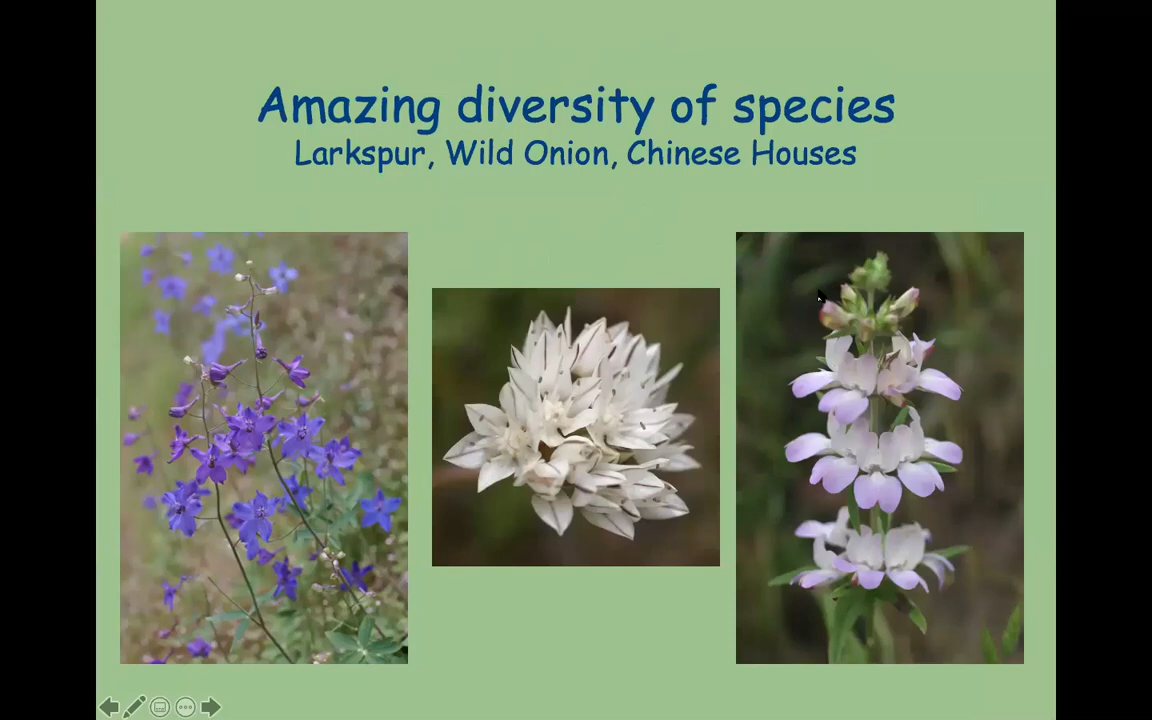 Amazing diversity of species
Larkspur, Wild Onion, Chinese Houses